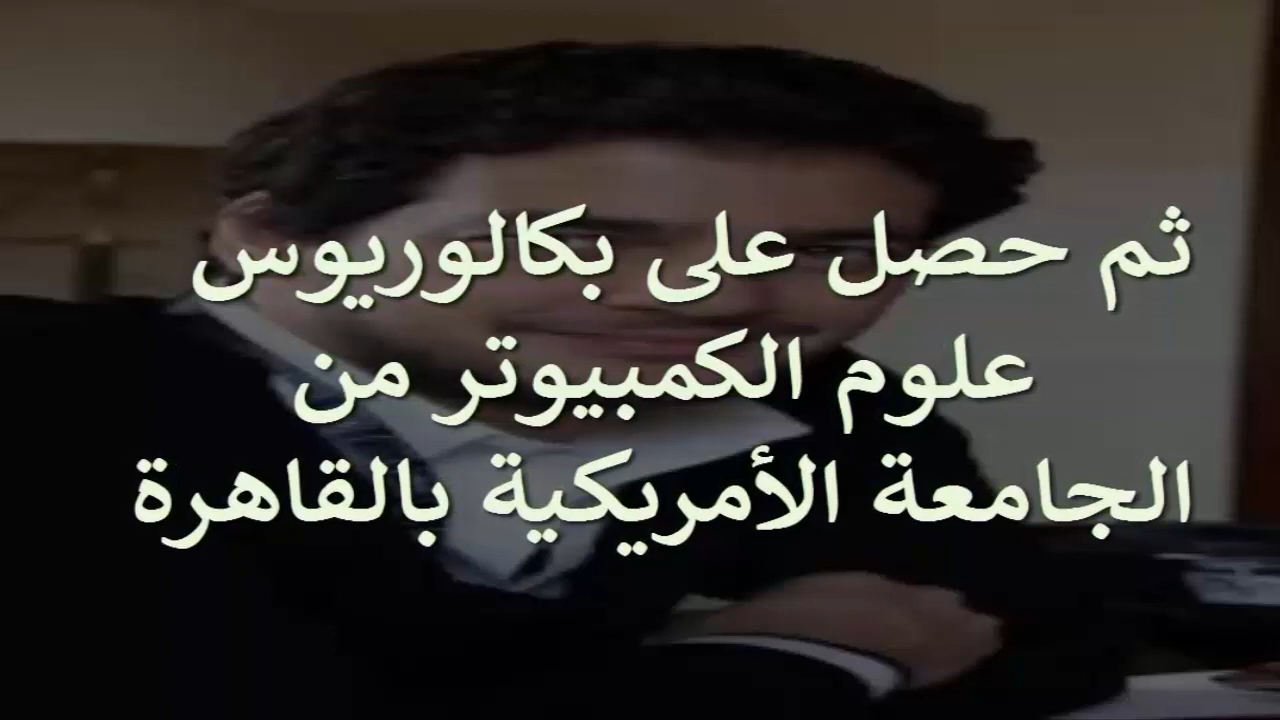 ثم حصل على بكالوريوس
علوم الكمبيوتر من
الجامعة الأمريكية بالقاهرة